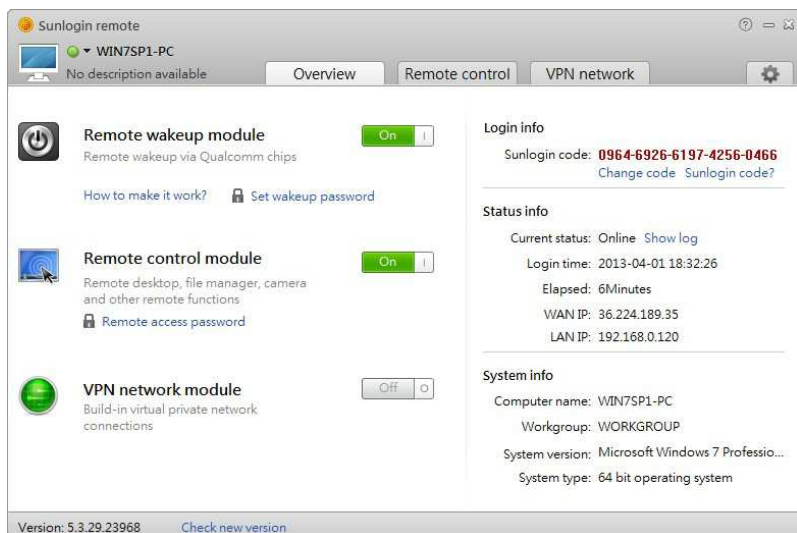 Sunlogin remote
WIN7SP1-PC
No description available
Overview
Remote control
VPN network
Remote wakeup module
Remote wakeup via Qualcomm chips
On
How to make it work?
Set wakeup password
Remote control module
Remote desktop, file manager, camera
and other remote functions
On
Remote access password
VPN network module
Build-in virtual private network
connections
Off
Login info
Sunlogin code: 0964-6926-6197-4256-0466
Change code Sunlogin code?
Status info
Current status: Online Show log
Login time: 2013-04-01 18:32:26
Elapsed: 6Minutes
WAN IP: 36.224.189.35
LAN IP: 192.168.0.120
System info
Computer name: WIN7SP1-PC
Workgroup: WORKGROUP
System version: Microsoft Windows 7 Professio...
System type: 64 bit operating system
Version: 5.3.29.23968
Check new version